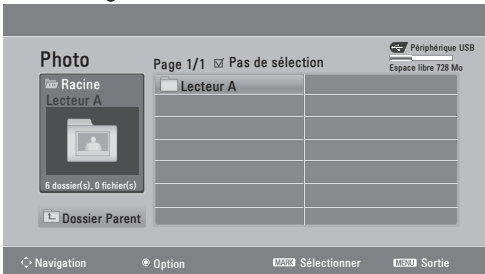 Photo
Page 1/1 ☑ Pas de sélection
Périphérique USB
Espace libre 728 Mo
Racine
Lecteur A
6 dossier(s), 0 fichier(s)
Dossier Parent
Lecteur A
Navigation
Option
MARK Sélectionner
MENU Sortie